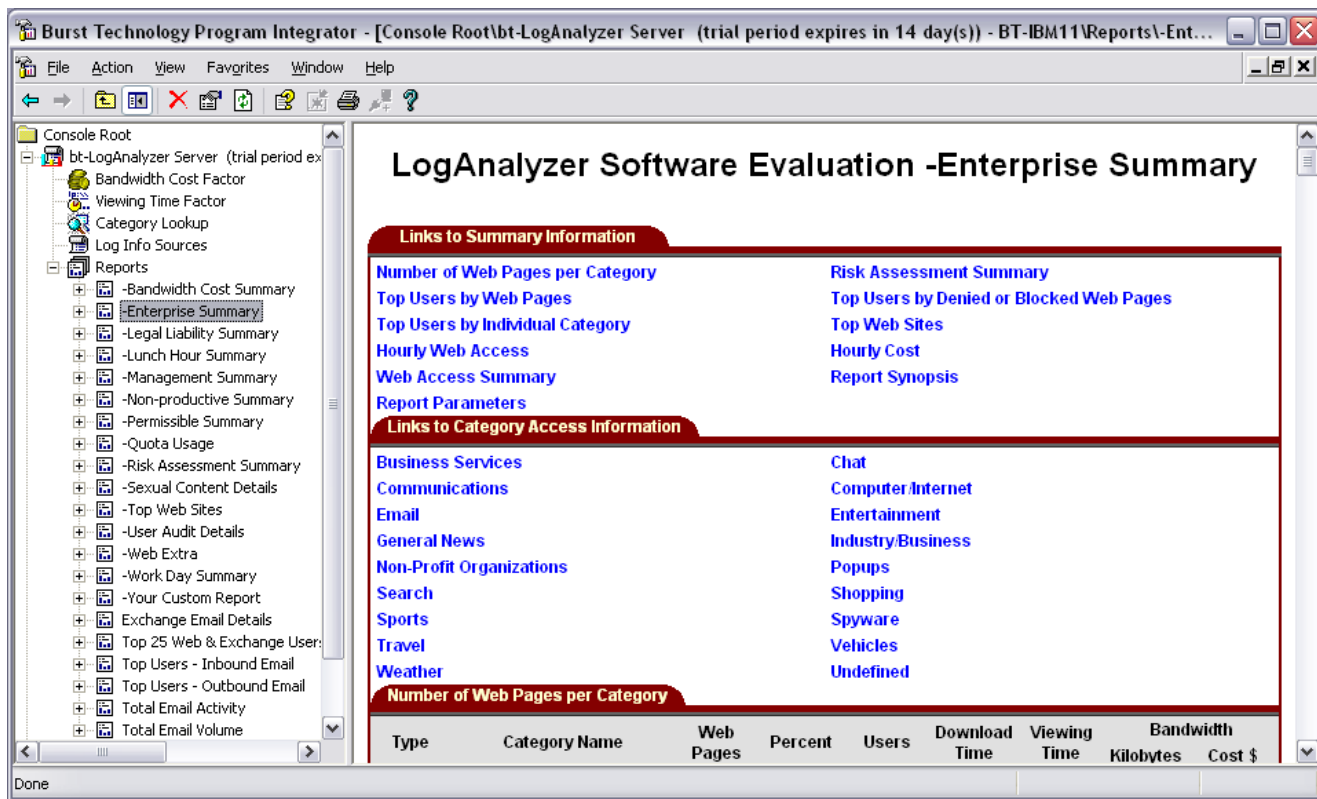 Burst Technology Program Integrator - [Console Root\bt-LogAnalyzer Server (trial period expires in 14 day(s)) - BT-IBM11\Reports\-Ent...
File Action View Favorites Window Help
Console Root
bt-LogAnalyzer Server (trial period ex
Bandwidth Cost Factor
Viewing Time Factor
Category Lookup
Log Info Sources
Reports
-Bandwidth Cost Summary
-Enterprise Summary
-Legal Liability Summary
-Lunch Hour Summary
-Management Summary
-Non-productive Summary
-Permissible Summary
-Quota Usage
-Risk Assessment Summary
-Sexual Content Details
-Top Web Sites
-User Audit Details
-Web Extra
-Work Day Summary
-Your Custom Report
Exchange Email Details
Top 25 Web & Exchange User:
Top Users - Inbound Email
Top Users - Outbound Email
Total Email Activity
Total Email Volume
LogAnalyzer Software Evaluation -Enterprise Summary
Links to Summary Information
Number of Web Pages per Category Risk Assessment Summary
Top Users by Web Pages Top Users by Denied or Blocked Web Pages
Top Users by Individual Category Top Web Sites
Hourly Web Access Hourly Cost
Web Access Summary Report Synopsis
Report Parameters
Links to Category Access Information
Business Services Chat
Communications Computer/Internet
Email Entertainment
General News Industry/Business
Non-Profit Organizations Popups
Search Shopping
Sports Spyware
Travel Vehicles
Weather Undefined
Number of Web Pages per Category
Type Category Name Web Pages Percent Users Download Time Viewing Time Bandwidth
Kilobytes Cost $
Done